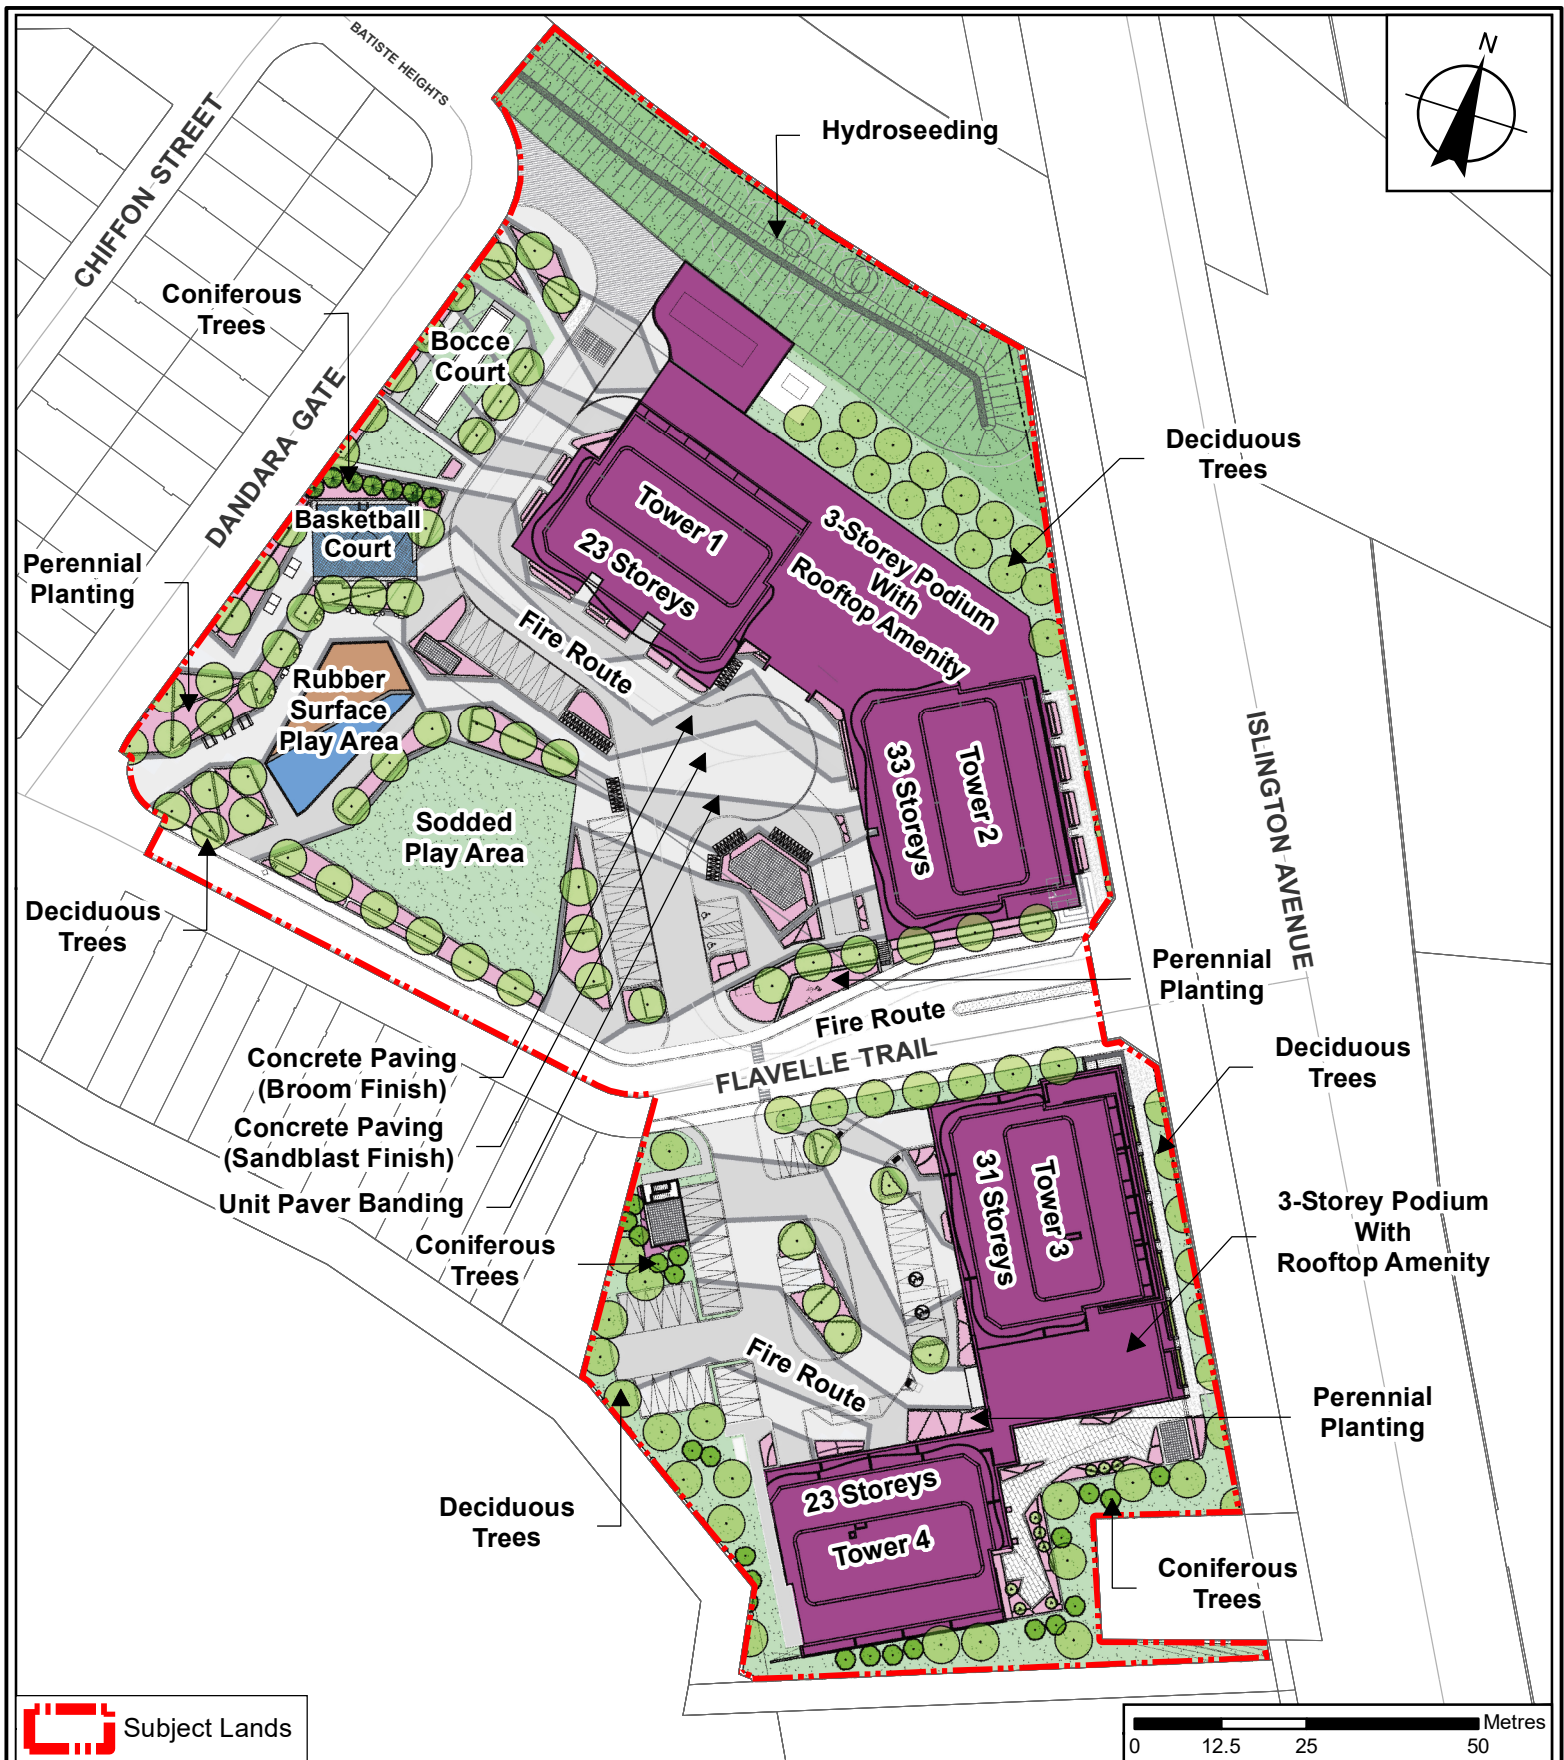 BATISTE HEIGHTS
N
CHIFFON STREET
Hydroseeding
Coniferous
Trees
Bocce
Court
DANDARA GATE
Deciduous
Trees
Tower 1
23 Storeys
3-Storey Podium
With
Rooftop Amenity
Basketball
Court
Perennial
Planting
Fire Route
Rubber
Surface
Play Area
ISLINGTON AVENUE
Tower 2
33 Storeys
Sodded
Play Area
Deciduous
Trees
Perennial
Planting
Fire Route
FLAVELLE TRAIL
Concrete Paving
(Broom Finish)
Concrete Paving
(Sandblast Finish)
Unit Paver Banding
Deciduous
Trees
Tower 3
31 Storeys
3-Storey Podium
With
Rooftop Amenity
Coniferous
Trees
Fire Route
Perennial
Planting
Deciduous
Trees
23 Storeys
Tower 4
Coniferous
Trees
Subject Lands
Metres
0 12.5 25 50